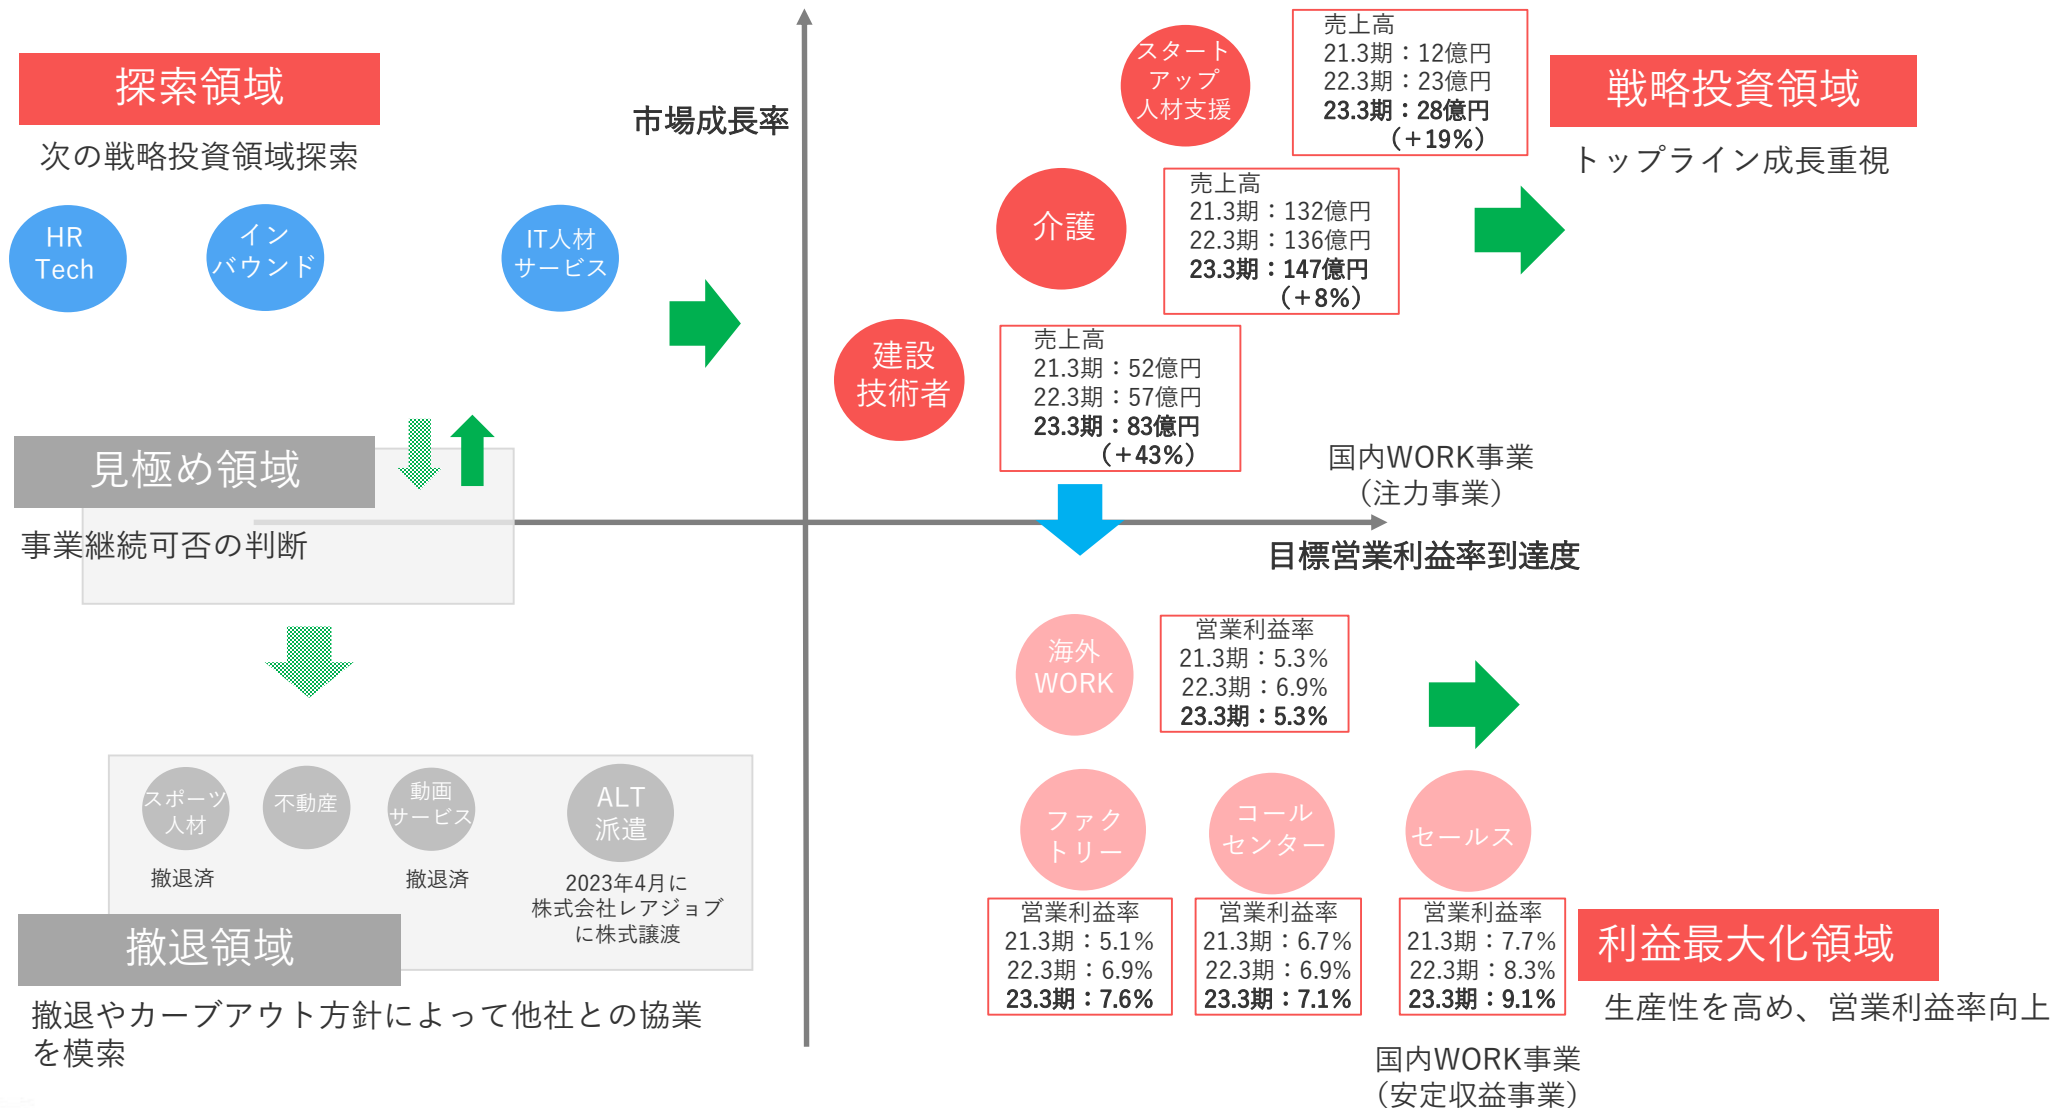 探索領域
次の戦略投資領域探索
HR
Tech
イン
バウンド
IT人材
サービス
市場成長率
スタート
アップ
人材支援
売上高
21.3期：12億円
22.3期：23億円
23.3期：28億円
（＋19%）
戦略投資領域
トップライン成長重視
介護
売上高
21.3期：132億円
22.3期：136億円
23.3期：147億円
（＋8%）
建設
技術者
売上高
21.3期：52億円
22.3期：57億円
23.3期：83億円
（＋43%）
国内WORK事業
（注力事業）
目標営業利益率到達度
見極め領域
事業継続可否の判断
海外
WORK
営業利益率
21.3期：5.3%
22.3期：6.9%
23.3期：5.3%
スポーツ
人材
撤退済
不動産
動画
サービス
撤退済
ALT
派遣
2023年4月に
株式会社レアジョブ
に株式譲渡
撤退領域
撤退やカーブアウト方針によって他社との協業
を模索
ファク
トリー
営業利益率
21.3期：5.1%
22.3期：6.9%
23.3期：7.6%
コール
センター
営業利益率
21.3期：6.7%
22.3期：6.9%
23.3期：7.1%
セールス
営業利益率
21.3期：7.7%
22.3期：8.3%
23.3期：9.1%
利益最大化領域
生産性を高め、営業利益率向上
国内WORK事業
（安定収益事業）